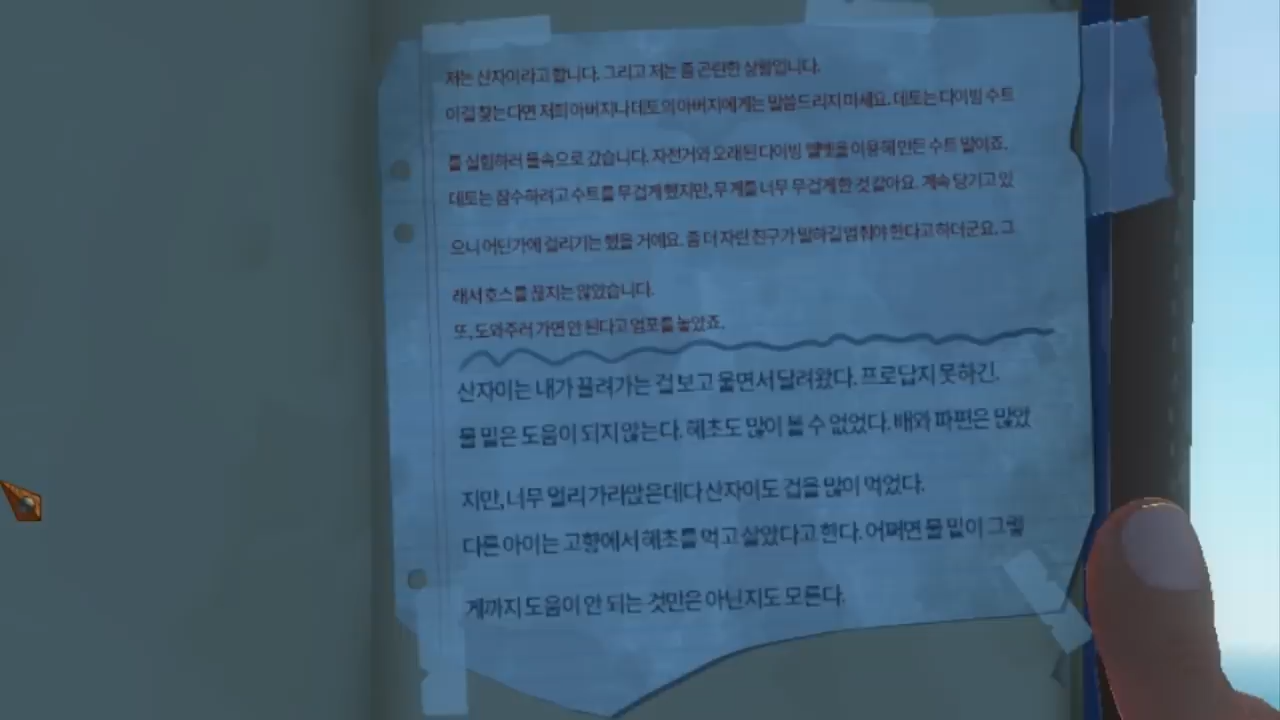 저는 산자이라고 합니다. 그리고 저는 좀 곤란한 상황입니다.
이걸 찾는다면 저희 아버지나 데토의 아버지에게는 말씀드리지 마세요. 데토는 다이빙 수트
를 실험하러 물속으로 갔습니다. 자전거와 오래된 다이빙 헬멧을 이용해 만든 수트 말이죠.
데토는 잠수하려고 수트를 무겁게 했지만, 무게를 너무 무겁게 한 것 같아요. 계속 당기고 있
으니 어딘가에 걸리기는 했을 거예요. 좀 더 자란 친구가 말하길 멈춰야 한다고 하더군요. 그
래서 호스를 끊지는 않았습니다.
또, 도와주러 가면 안 된다고 엄포를 놓았죠.
산자이는 내가 끌려가는 걸 보고 울면서 달려왔다. 프로답지 못하긴.
물 밑은 도움이 되지 않는다. 해초도 많이 볼 수 없었다. 배와 파편은 많았
지만, 너무 멀리 가라앉은데다 산자이도 겁을 많이 먹었다.
다른 아이는 고향에서 해초를 먹고 살았다고 한다. 어쩌면 물 밑이 그렇
게까지 도움이 안 되는 것만은 아닌지도 모른다.